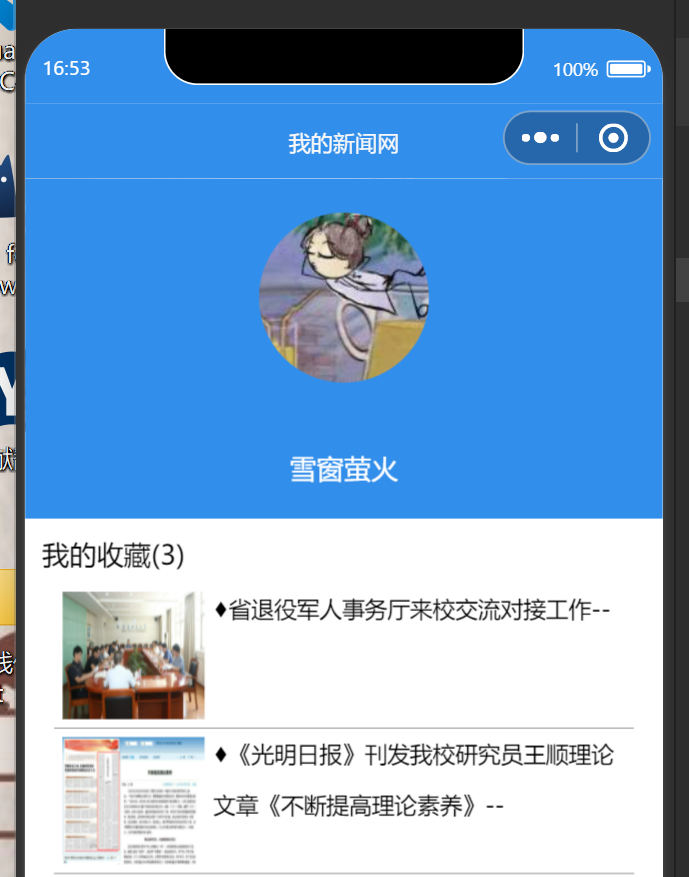 16:53
100%
我的新闻网
雪窗萤火
我的收藏(3)
♦省退役军人事务厅来校交流对接工作--
♦《光明日报》刊发我校研究员王顺理论
文章《不断提高理论素养》--